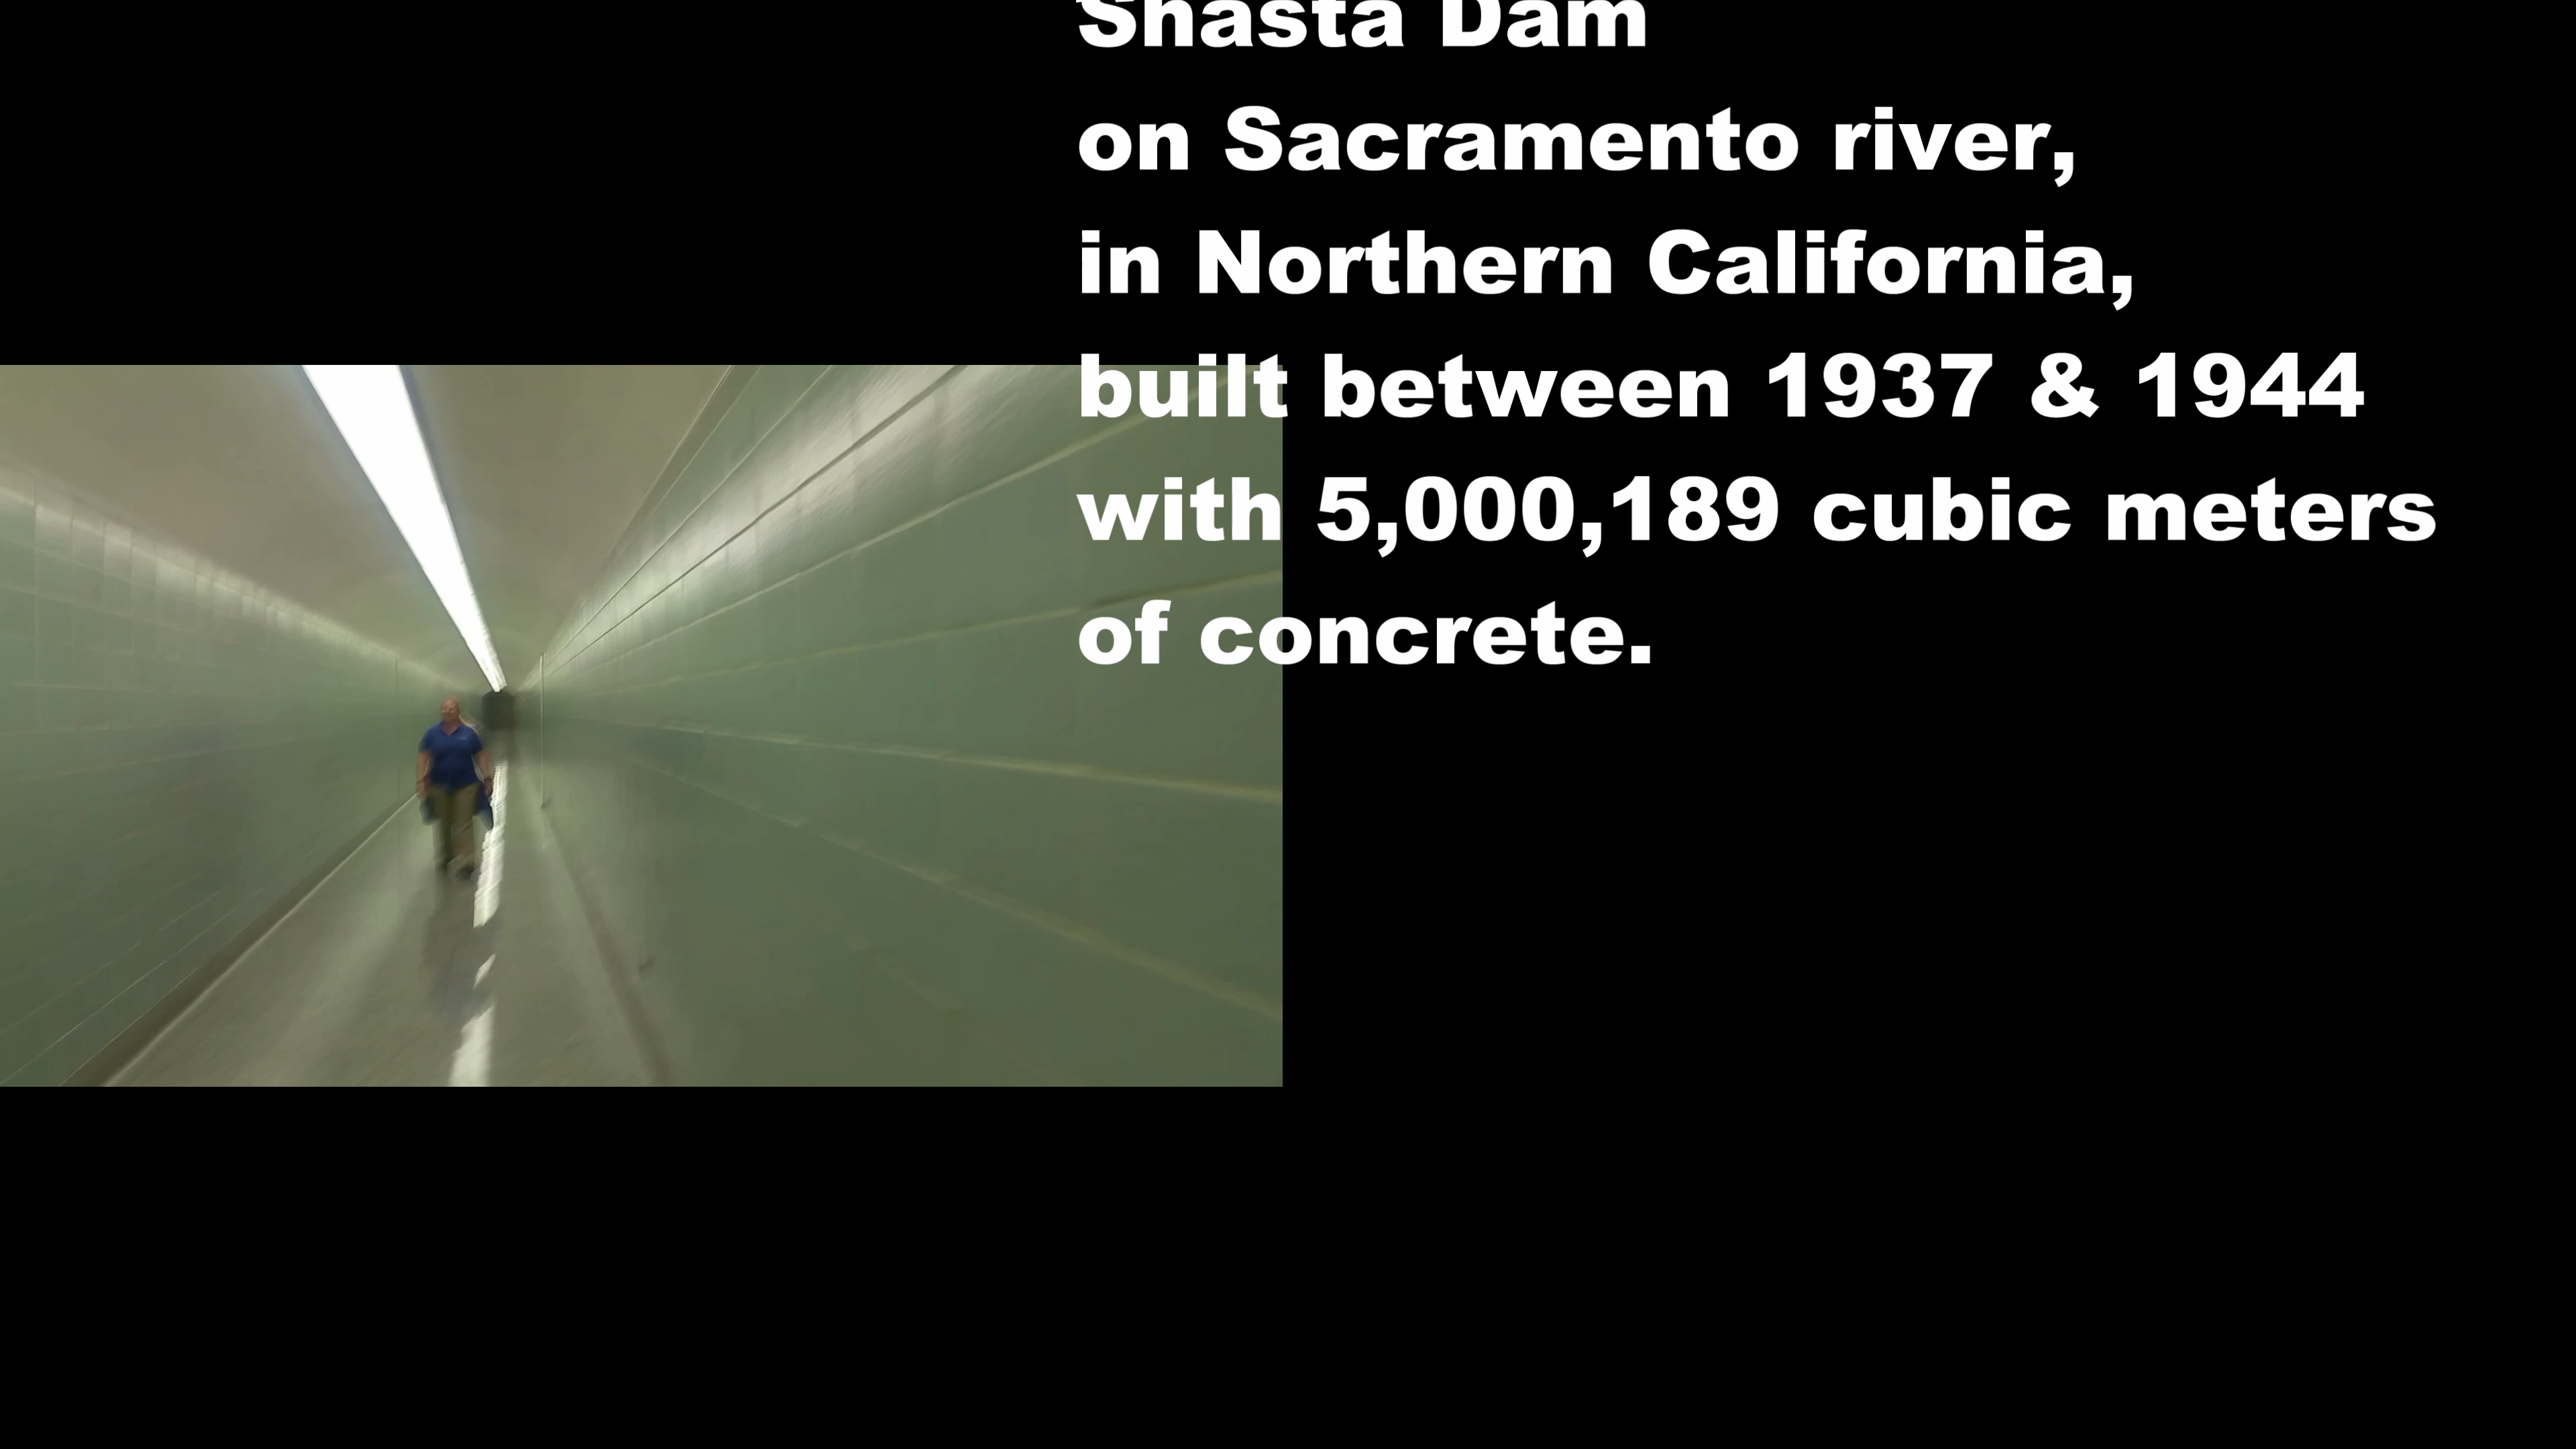 Shasta Dam
on Sacramento river,
in Northern California,
built between 1937 & 1944
with 5,000,189 cubic meters
of concrete.